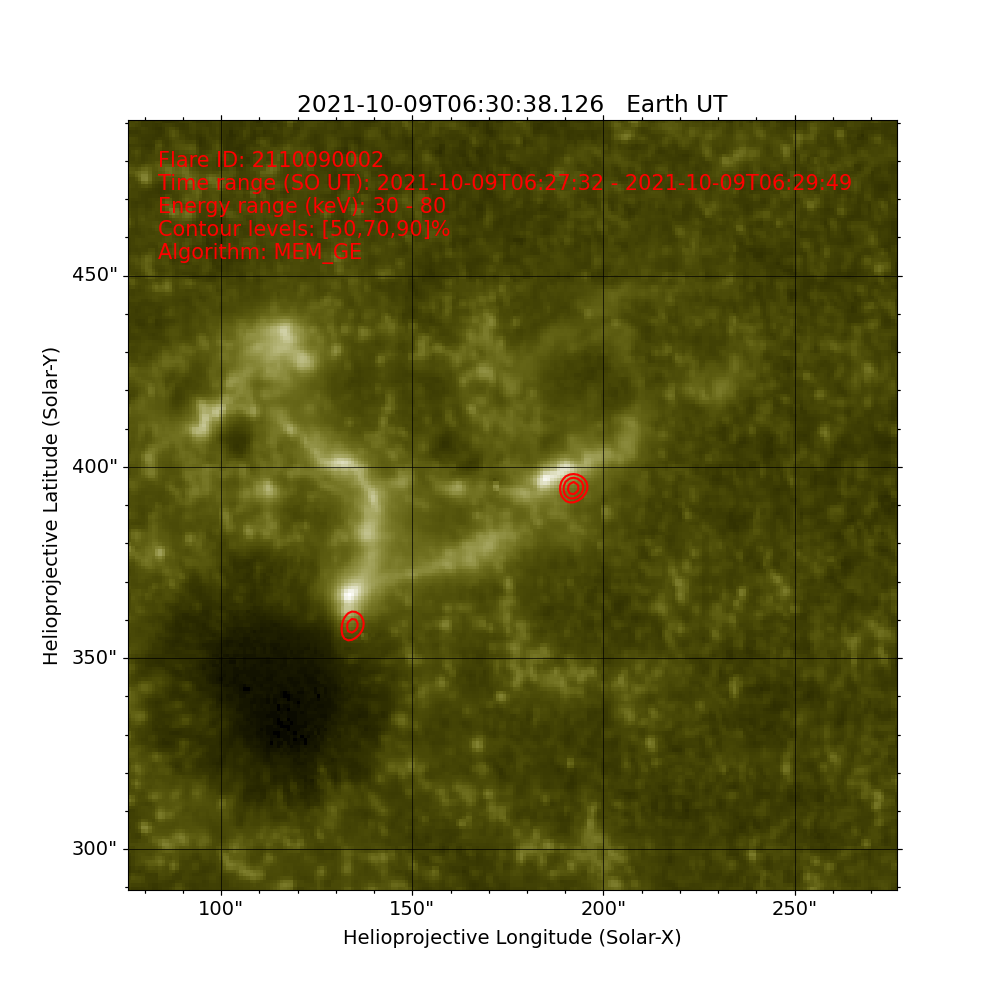 2021-10-09T06:30:38.126   Earth UT
Flare ID: 2110090002
Time range (SO UT): 2021-10-09T06:27:32 - 2021-10-09T06:29:49
Energy range (keV): 30 - 80
Contour levels: [50,70,90]%
Algorithm: MEM_GE
450"
400"
350"
300"
Helioprojective Latitude (Solar-Y)
100" 150" 200" 250"
Helioprojective Longitude (Solar-X)